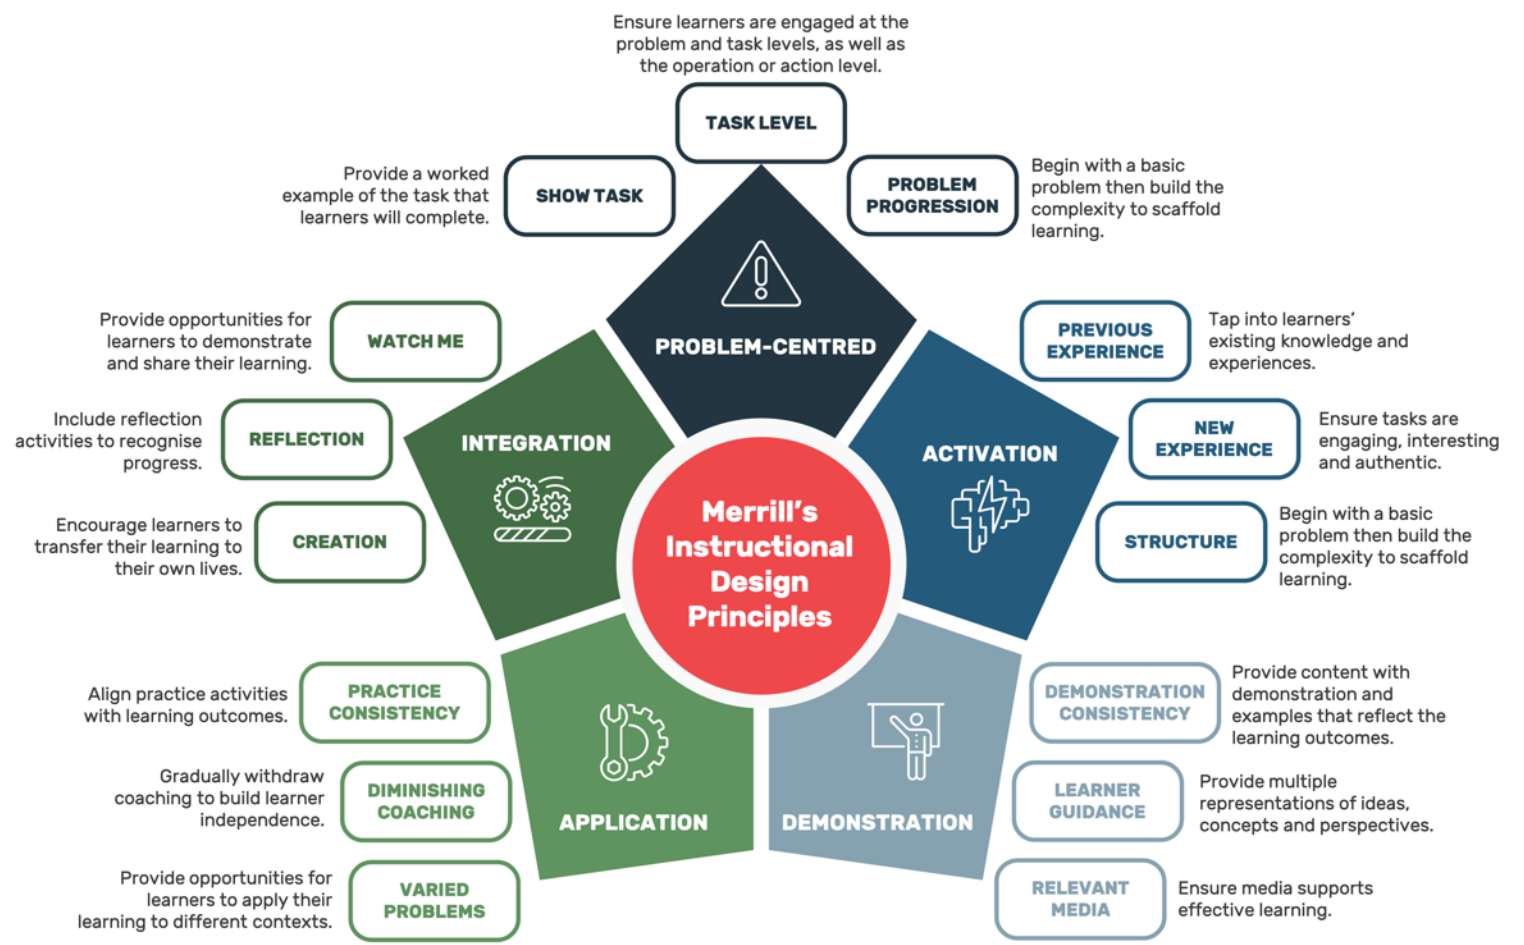 Ensure learners are engaged at the
problem and task levels, as well as
the operation or action level.
TASK LEVEL
Provide a worked
example of the task that
learners will complete.
SHOW TASK
PROBLEM
PROGRESSION
Begin with a basic
problem then build the
complexity to scaffold
learning.
PROBLEM-CENTRED
Provide opportunities for
learners to demonstrate
and share their learning.
WATCH ME
Include reflection
activities to recognise
progress.
REFLECTION
Encourage learners to
transfer their learning to
their own lives.
CREATION
INTEGRATION
Merrill's
Instructional
Design
Principles
ACTIVATION
PREVIOUS
EXPERIENCE
Tap into learners'
existing knowledge and
experiences.
NEW
EXPERIENCE
Ensure tasks are
engaging, interesting
and authentic.
STRUCTURE
Begin with a basic
problem then build the
complexity to scaffold
learning.
Align practice activities
with learning outcomes.
PRACTICE
CONSISTENCY
Gradually withdraw
coaching to build learner
independence.
DIMINISHING
COACHING
Provide opportunities for
learners to apply their
learning to different contexts.
VARIED
PROBLEMS
APPLICATION
DEMONSTRATION
DEMONSTRATION
CONSISTENCY
Provide content with
demonstration and
examples that reflect the
learning outcomes.
LEARNER
GUIDANCE
Provide multiple
representations of ideas,
concepts and perspectives.
RELEVANT
MEDIA
Ensure media supports
effective learning.